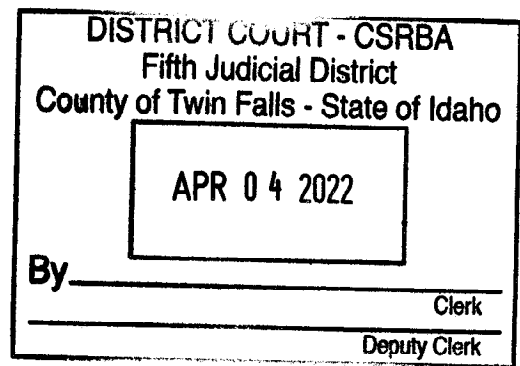 DISTRICT COURT - CSRBA
Fifth Judicial District
County of Twin Falls - State of Idaho
APR 04 2022
By
Clerk
Deputy Clerk